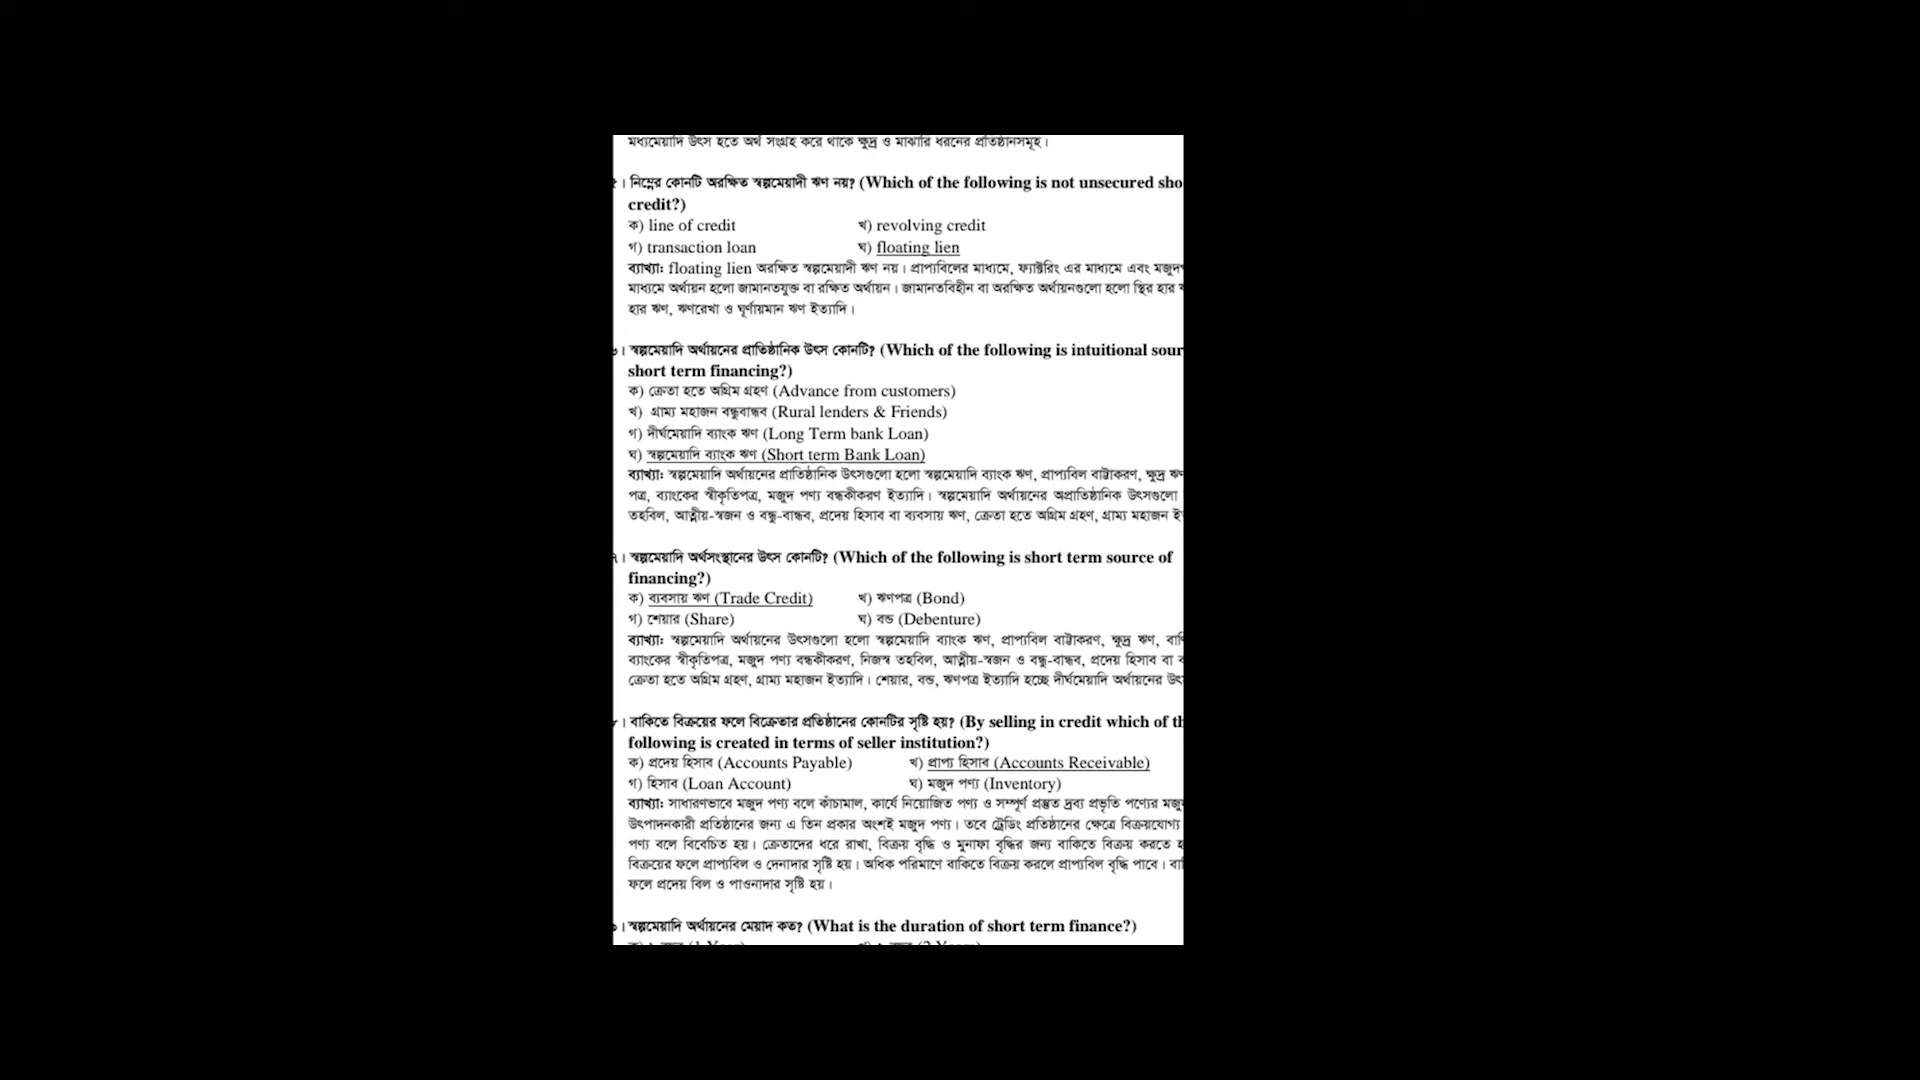 মধ্যমেয়াদি উৎস হতে অর্থ সংগ্রহ করে থাকে ক্ষুদ্র ও মাঝারি ধরনের প্রতিষ্ঠানসমূহ।
। নিম্নের কোনটি অরক্ষিত স্বল্পমেয়াদী ঋণ নয়? (Which of the following is not unsecured sho
credit?)
ক) line of credit খ) revolving credit
গ) transaction loan ঘ) floating lien
ব্যাখ্যা: floating lien অরক্ষিত স্বল্পমেয়াদী ঋণ নয়। প্রাপ্যবিলের মাধ্যমে, ফ্যাক্টরিং এর মাধ্যমে এবং মজুদ
মাধ্যমে অর্থায়ন হলো জামানতযুক্ত বা রক্ষিত অর্থায়ন। জামানতবিহীন বা অরক্ষিত অর্থায়নগুলো হলো স্থির হার
হার ঋণ, ঋণরেখা ও ঘূর্ণায়মান ঋণ ইত্যাদি।
। স্বল্পমেয়াদি অর্থায়নের প্রাতিষ্ঠানিক উৎস কোনটি? (Which of the following is intuitional sour
short term financing?)
ক) ক্রেতা হতে অগ্রিম গ্রহণ (Advance from customers)
খ) গ্রাম্য মহাজন বন্ধুবান্ধব (Rural lenders & Friends)
গ) দীর্ঘমেয়াদি ব্যাংক ঋণ (Long Term bank Loan)
ঘ) স্বল্পমেয়াদি ব্যাংক ঋণ (Short term Bank Loan)
ব্যাখ্যা: স্বল্পমেয়াদি অর্থায়নের প্রাতিষ্ঠানিক উৎসগুলো হলো স্বল্পমেয়াদি ব্যাংক ঋণ, প্রাপ্যবিল বাট্টাকরণ, ক্ষুদ্র ঋণ
পত্র, ব্যাংকের স্বীকৃতিপত্র, মজুদ পণ্য বন্ধকীকরণ ইত্যাদি। স্বল্পমেয়াদি অর্থায়নের অপ্রাতিষ্ঠানিক উৎসগুলো
তহবিল, আত্মীয়-স্বজন ও বন্ধু-বান্ধব, প্রদেয় হিসাব বা ব্যবসায় ঋণ, ক্রেতা হতে অগ্রিম গ্রহণ, গ্রাম্য মহাজন
৭। স্বল্পমেয়াদি অর্থসংস্থানের উৎস কোনটি? (Which of the following is short term source of
financing?)
ক) ব্যবসায় ঋণ (Trade Credit) খ) ঋণপত্র (Bond)
গ) শেয়ার (Share) ঘ) বন্ড (Debenture)
ব্যাখ্যা: স্বল্পমেয়াদি অর্থায়নের উৎসগুলো হলো স্বল্পমেয়াদি ব্যাংক ঋণ, প্রাপ্যবিল বাট্টাকরণ, ক্ষুদ্র ঋণ,
ব্যাংকের স্বীকৃতিপত্র, মজুদ পণ্য বন্ধকীকরণ, নিজস্ব তহবিল, আত্মীয়-স্বজন ও বন্ধু-বান্ধব, প্রদেয় হিসাব বা
ক্রেতা হতে অগ্রিম গ্রহণ, গ্রাম্য মহাজন ইত্যাদি। শেয়ার, বন্ড, ঋণপত্র ইত্যাদি হচ্ছে দীর্ঘমেয়াদি অর্থায়নের
। বাকিতে বিক্রয়ের ফলে বিক্রেতার প্রতিষ্ঠানের কোনটির সৃষ্টি হয়? (By selling in credit which of th
following is created in terms of seller institution?)
ক) প্রদেয় হিসাব (Accounts Payable) খ) প্রাপ্য হিসাব (Accounts Receivable)
গ) হিসাব (Loan Account) ঘ) মজুদ পণ্য (Inventory)
ব্যাখ্যা: সাধারণভাবে মজুদ পণ্য বলে কাঁচামাল, কার্যে নিয়োজিত পণ্য ও সম্পূর্ণ প্রস্তুত দ্রব্য প্রভৃতি পণ্যের
উৎপাদনকারী প্রতিষ্ঠানের জন্য এ তিন প্রকার অংশই মজুদ পণ্য। তবে ট্রেডিং প্রতিষ্ঠানের ক্ষেত্রে বিক্রয়যোগ্য
পণ্য বলে বিবেচিত হয়। ক্রেতাদের ধরে রাখা, বিক্রয় বৃদ্ধি ও মুনাফা বৃদ্ধির জন্য বাকিতে বিক্রয় করতে
বিক্রয়ের ফলে প্রাপ্যবিল ও দেনাদার সৃষ্টি হয়। অধিক পরিমাণে বাকিতে বিক্রয় করলে প্রাপ্যবিল বৃদ্ধি পাবে।
ফলে প্রদেয় বিল ও পাওনাদার সৃষ্টি হয়।
। স্বল্পমেয়াদি অর্থায়নের মেয়াদ কত? (What is the duration of short term finance?)